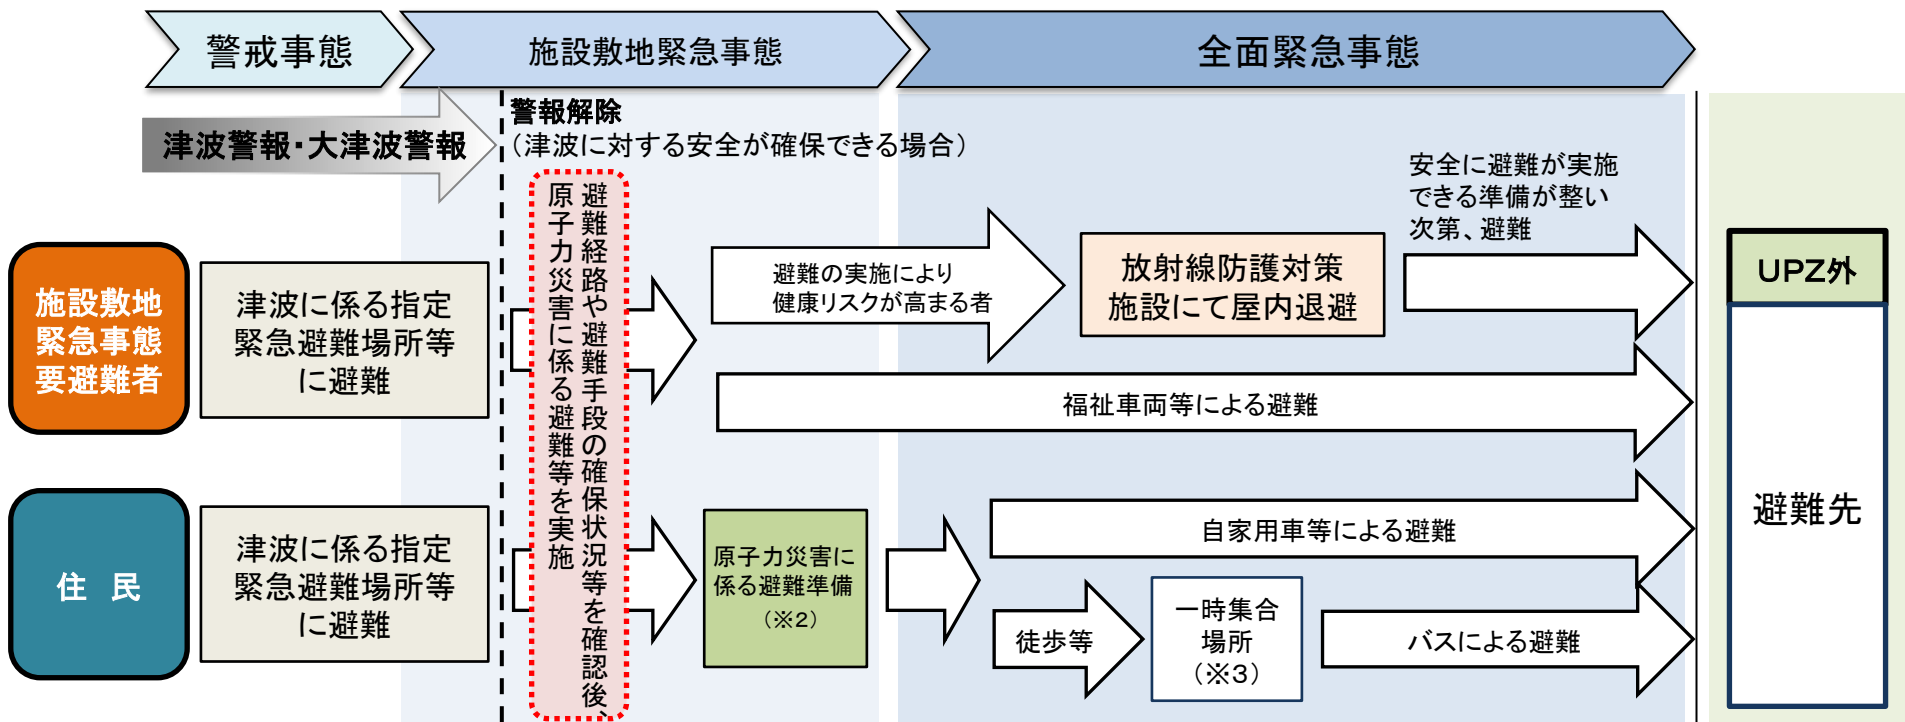 警戒事態
施設敷地緊急事態
全面緊急事態
津波警報・大津波警報
警報解除
（津波に対する安全が確保できる場合）
避難経路や避難手段の確保状況等を確認後、
原子力災害に係る避難等を実施
施設敷地
緊急事態
要避難者
津波に係る指定
緊急避難場所等
に避難
避難の実施により
健康リスクが高まる者
放射線防護対策
施設にて屋内退避
安全に避難が実施
できる準備が整い
次第、避難
福祉車両等による避難
住　民
津波に係る指定
緊急避難場所等
に避難
原子力災害に
係る避難準備
（※2）
自家用車等による避難
徒歩等
一時集合
場所
（※3）
バスによる避難
UPZ外
避難先